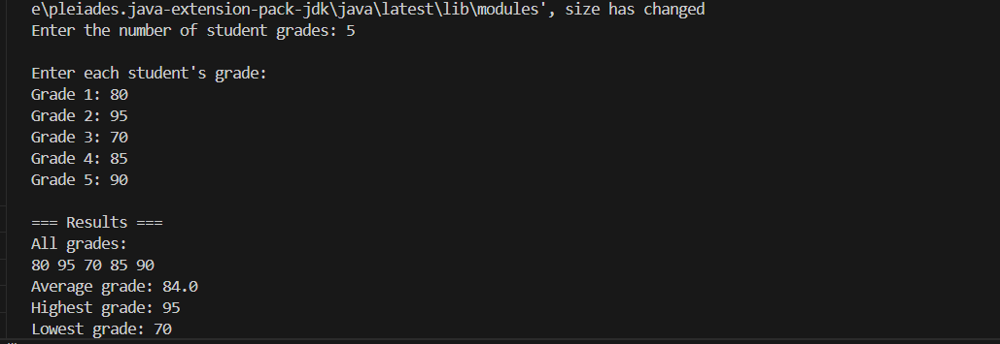 e\pleiades.java-extension-pack-jdk\java\latest\lib\modules', size has changed
Enter the number of student grades: 5
Enter each student's grade:
Grade 1: 80
Grade 2: 95
Grade 3: 70
Grade 4: 85
Grade 5: 90
=== Results ===
All grades:
80 95 70 85 90
Average grade: 84.0
Highest grade: 95
Lowest grade: 70